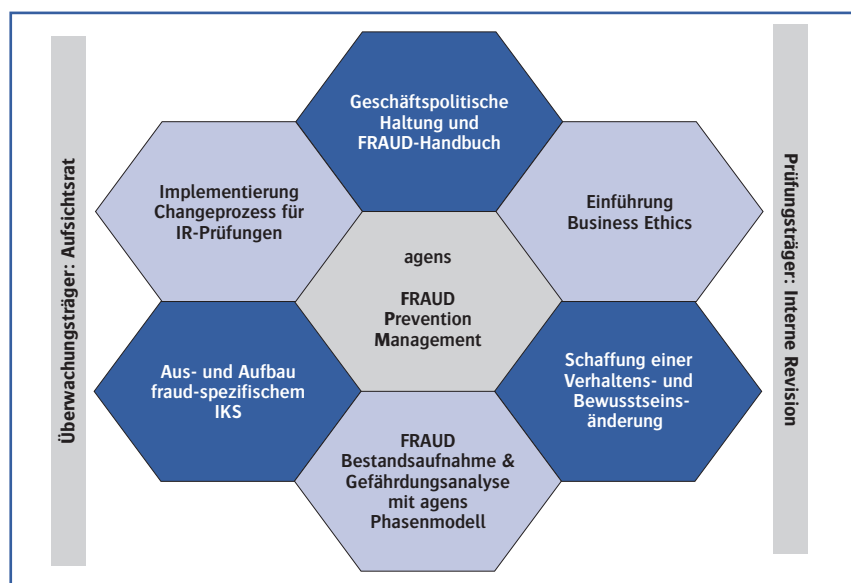 Überwachungsträger: Aufsichtsrat
Geschäftspolitische
Haltung und
FRAUD-Handbuch
Implementierung
Changeprozess für
IR-Prüfungen
Einführung
Business Ethics
agens
FRAUD
Prevention
Management
Aus- und Aufbau
fraud-spezifischem
IKS
Schaffung einer
Verhaltens- und
Bewusstseins-
änderung
FRAUD
Bestandsaufnahme &
Gefährdungsanalyse
mit agens
Phasenmodell
Prüfungsträger: Interne Revision